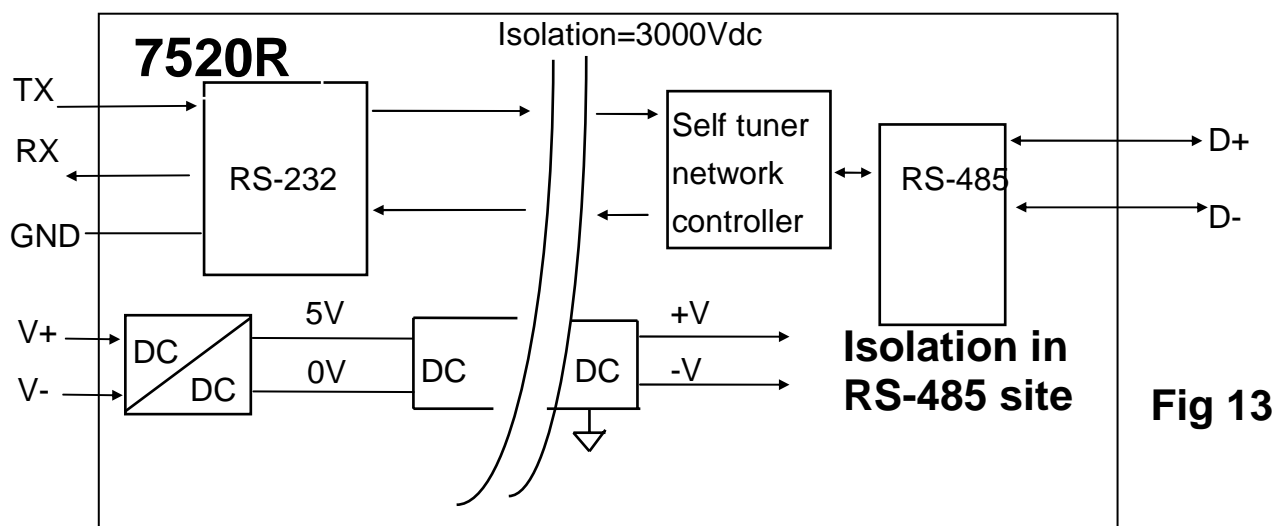 Isolation=3000Vdc
7520R
TX
RX
GND
RS-232
Self tuner
network
controller
RS-485
D+
D-
V+
V-
DC
DC
5V
0V
DC
DC
+V
-V
Isolation in
RS-485 site
Fig 13